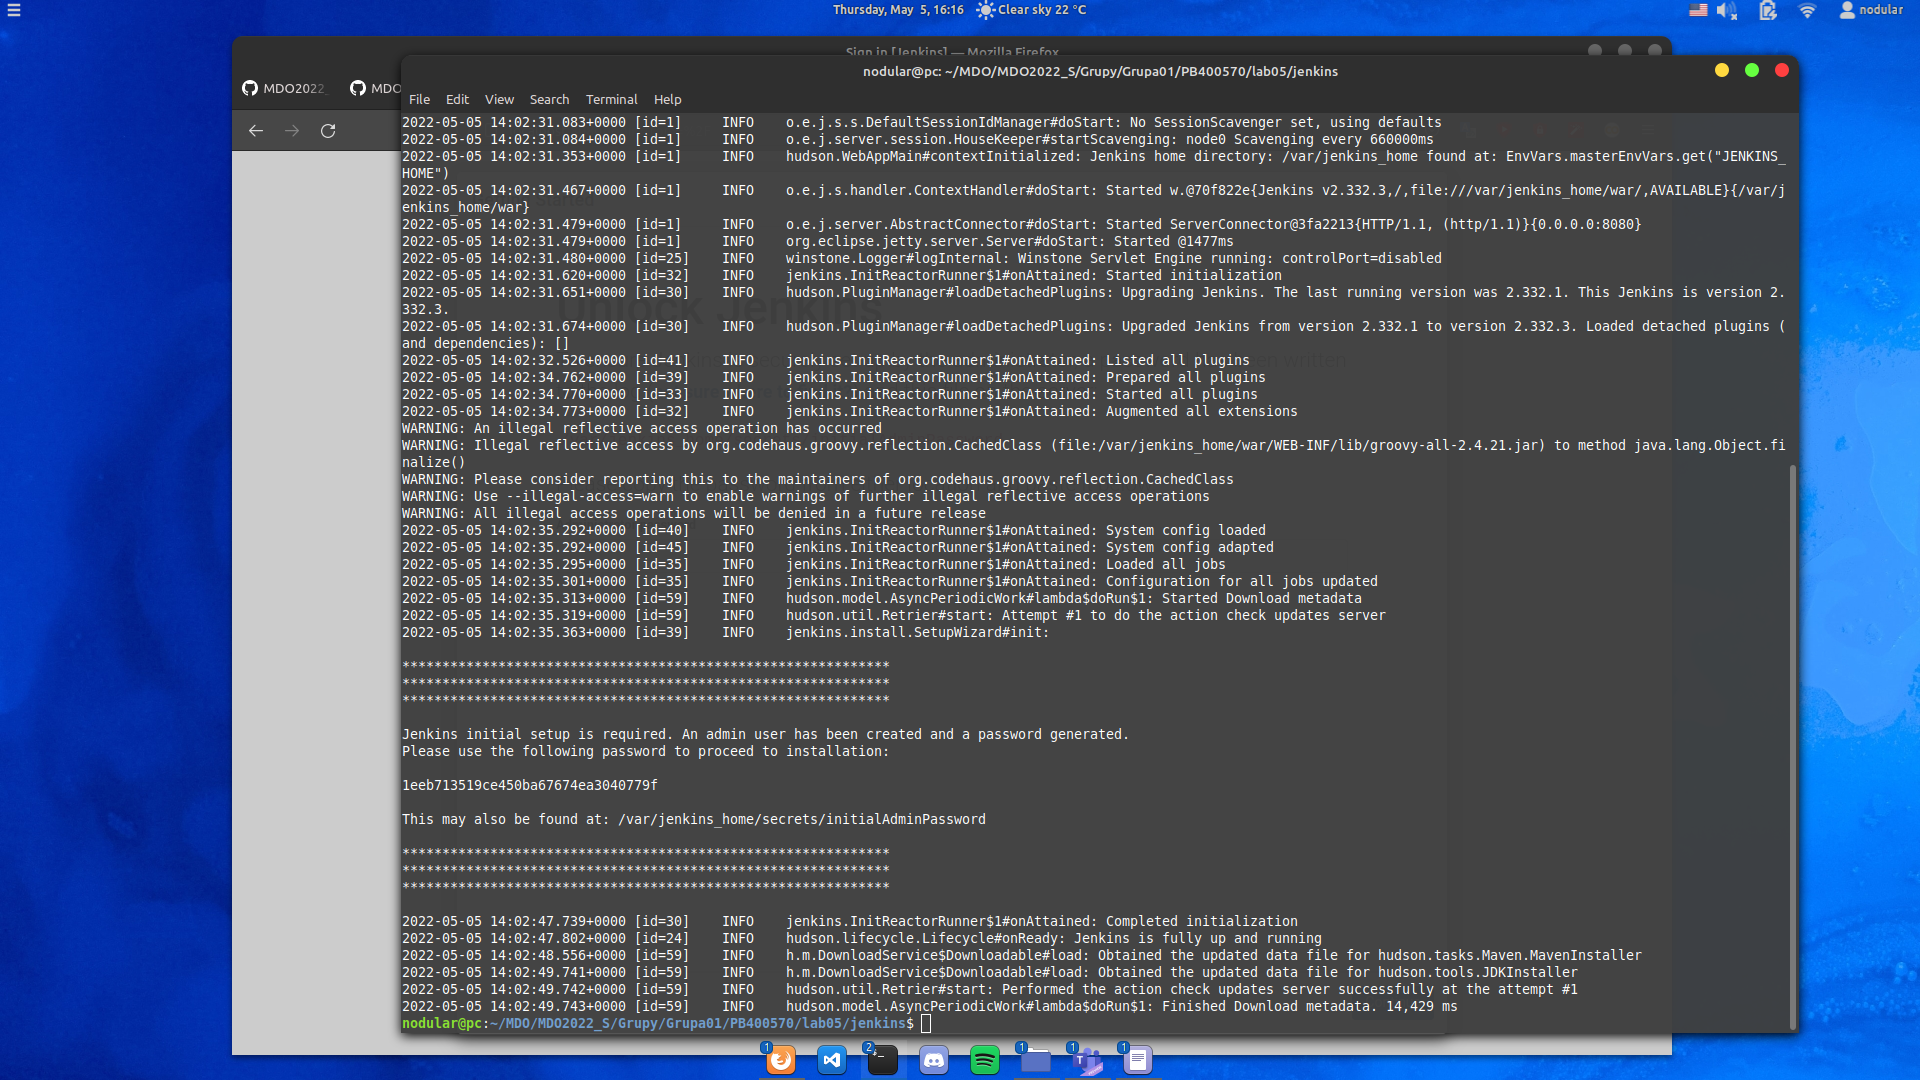 Thursday, May 5, 16:16 Clear sky 22 °C
nodular
Sign in [Jenkins] — Mozilla Firefox
MDO2022_
MDO
nodular@pc: ~/MDO/MDO2022_S/Grupy/Grupa01/PB400570/lab05/jenkins
File Edit View Search Terminal Help
2022-05-05 14:02:31.083+0000 [id=1] INFO o.e.j.s.s.DefaultSessionIdManager#doStart: No SessionScavenger set, using defaults
2022-05-05 14:02:31.084+0000 [id=1] INFO o.e.j.server.session.HouseKeeper#startScavenging: node0 Scavenging every 660000ms
2022-05-05 14:02:31.353+0000 [id=1] INFO hudson.WebAppMain#contextInitialized: Jenkins home directory: /var/jenkins_home found at: EnvVars.masterEnvVars.get("JENKINS_
HOME")
2022-05-05 14:02:31.467+0000 [id=1] INFO o.e.j.s.handler.ContextHandler#doStart: Started w.@70f822e{Jenkins v2.332.3,/,file:///var/jenkins_home/war/,AVAILABLE}{/var/j
enkins_home/war}
2022-05-05 14:02:31.479+0000 [id=1] INFO o.e.j.server.AbstractConnector#doStart: Started ServerConnector@3fa2213{HTTP/1.1, (http/1.1)}{0.0.0.0:8080}
2022-05-05 14:02:31.479+0000 [id=1] INFO org.eclipse.jetty.server.Server#doStart: Started @1477ms
2022-05-05 14:02:31.480+0000 [id=25] INFO winstone.Logger#logInternal: Winstone Servlet Engine running: controlPort=disabled
2022-05-05 14:02:31.620+0000 [id=32] INFO jenkins.InitReactorRunner$1#onAttained: Started initialization
2022-05-05 14:02:31.651+0000 [id=30] INFO hudson.PluginManager#loadDetachedPlugins: Upgrading Jenkins. The last running version was 2.332.1. This Jenkins is version 2.
332.3.
2022-05-05 14:02:31.674+0000 [id=30] INFO hudson.PluginManager#loadDetachedPlugins: Upgraded Jenkins from version 2.332.1 to version 2.332.3. Loaded detached plugins (
and dependencies): []
2022-05-05 14:02:32.526+0000 [id=41] INFO jenkins.InitReactorRunner$1#onAttained: Listed all plugins
2022-05-05 14:02:34.762+0000 [id=39] INFO jenkins.InitReactorRunner$1#onAttained: Prepared all plugins
2022-05-05 14:02:34.770+0000 [id=33] INFO jenkins.InitReactorRunner$1#onAttained: Started all plugins
2022-05-05 14:02:34.773+0000 [id=32] INFO jenkins.InitReactorRunner$1#onAttained: Augmented all extensions
WARNING: An illegal reflective access operation has occurred
WARNING: Illegal reflective access by org.codehaus.groovy.reflection.CachedClass (file:/var/jenkins_home/war/WEB-INF/lib/groovy-all-2.4.21.jar) to method java.lang.Object.fi
nalize()
WARNING: Please consider reporting this to the maintainers of org.codehaus.groovy.reflection.CachedClass
WARNING: Use --illegal-access=warn to enable warnings of further illegal reflective access operations
WARNING: All illegal access operations will be denied in a future release
2022-05-05 14:02:35.292+0000 [id=40] INFO jenkins.InitReactorRunner$1#onAttained: System config loaded
2022-05-05 14:02:35.292+0000 [id=45] INFO jenkins.InitReactorRunner$1#onAttained: System config adapted
2022-05-05 14:02:35.295+0000 [id=35] INFO jenkins.InitReactorRunner$1#onAttained: Loaded all jobs
2022-05-05 14:02:35.301+0000 [id=35] INFO jenkins.InitReactorRunner$1#onAttained: Configuration for all jobs updated
2022-05-05 14:02:35.313+0000 [id=59] INFO hudson.model.AsyncPeriodicWork#lambda$doRun$1: Started Download metadata
2022-05-05 14:02:35.319+0000 [id=59] INFO hudson.util.Retrier#start: Attempt #1 to do the action check updates server
2022-05-05 14:02:35.363+0000 [id=39] INFO jenkins.install.SetupWizard#init:
*************************************************************
*************************************************************
*************************************************************
Jenkins initial setup is required. An admin user has been created and a password generated.
Please use the following password to proceed to installation:
1eeb713519ce450ba67674ea3040779f
This may also be found at: /var/jenkins_home/secrets/initialAdminPassword
*************************************************************
*************************************************************
*************************************************************
2022-05-05 14:02:47.739+0000 [id=30] INFO jenkins.InitReactorRunner$1#onAttained: Completed initialization
2022-05-05 14:02:47.802+0000 [id=24] INFO hudson.lifecycle.Lifecycle#onReady: Jenkins is fully up and running
2022-05-05 14:02:48.556+0000 [id=59] INFO h.m.DownloadService$Downloadable#load: Obtained the updated data file for hudson.tasks.Maven.MavenInstaller
2022-05-05 14:02:49.741+0000 [id=59] INFO h.m.DownloadService$Downloadable#load: Obtained the updated data file for hudson.tools.JDKInstaller
2022-05-05 14:02:49.742+0000 [id=59] INFO hudson.util.Retrier#start: Performed the action check updates server successfully at the attempt #1
2022-05-05 14:02:49.743+0000 [id=59] INFO hudson.model.AsyncPeriodicWork#lambda$doRun$1: Finished Download metadata. 14,429 ms
nodular@pc:~/MDO/MDO2022_S/Grupy/Grupa01/PB400570/lab05/jenkins$
1 2 1 1 1